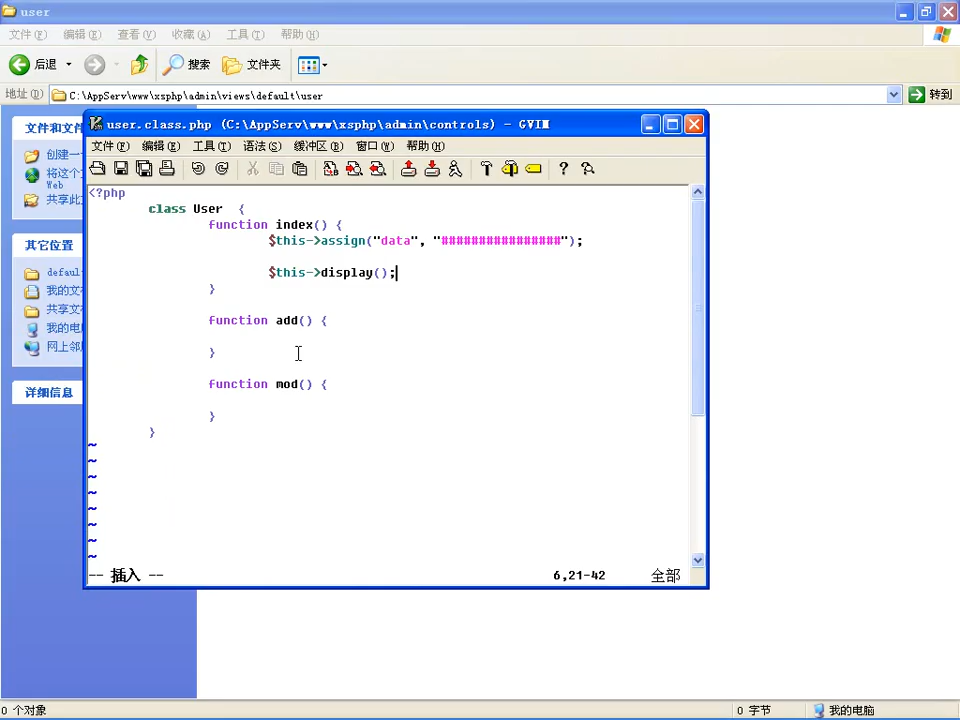 user
文件(F) 编辑(E) 查看(V) 收藏(A) 工具(T) 帮助(H)
后退 搜索 文件夹
地址(D) C:\AppServ\www\xsphp\admin\views\default\user 转到
文件和文件
创建一
将这个
Web
共享此
其它位置
defaul
我的文
共享文
我的电
网上邻
详细信息
user.class.php (C:\AppServ\www\xsphp\admin\controls) - GVIM
文件(F) 编辑(E) 工具(T) 语法(S) 缓冲区(B) 窗口(W) 帮助(H)
<?php
class User {
function index() {
$this->assign("data", "################");
$this->display();
}
function add() {
}
function mod() {
}
}
~
~
~
~
~
~
~
~
-- 插入 -- 6,21-42 全部
0 个对象 0 字节 我的电脑